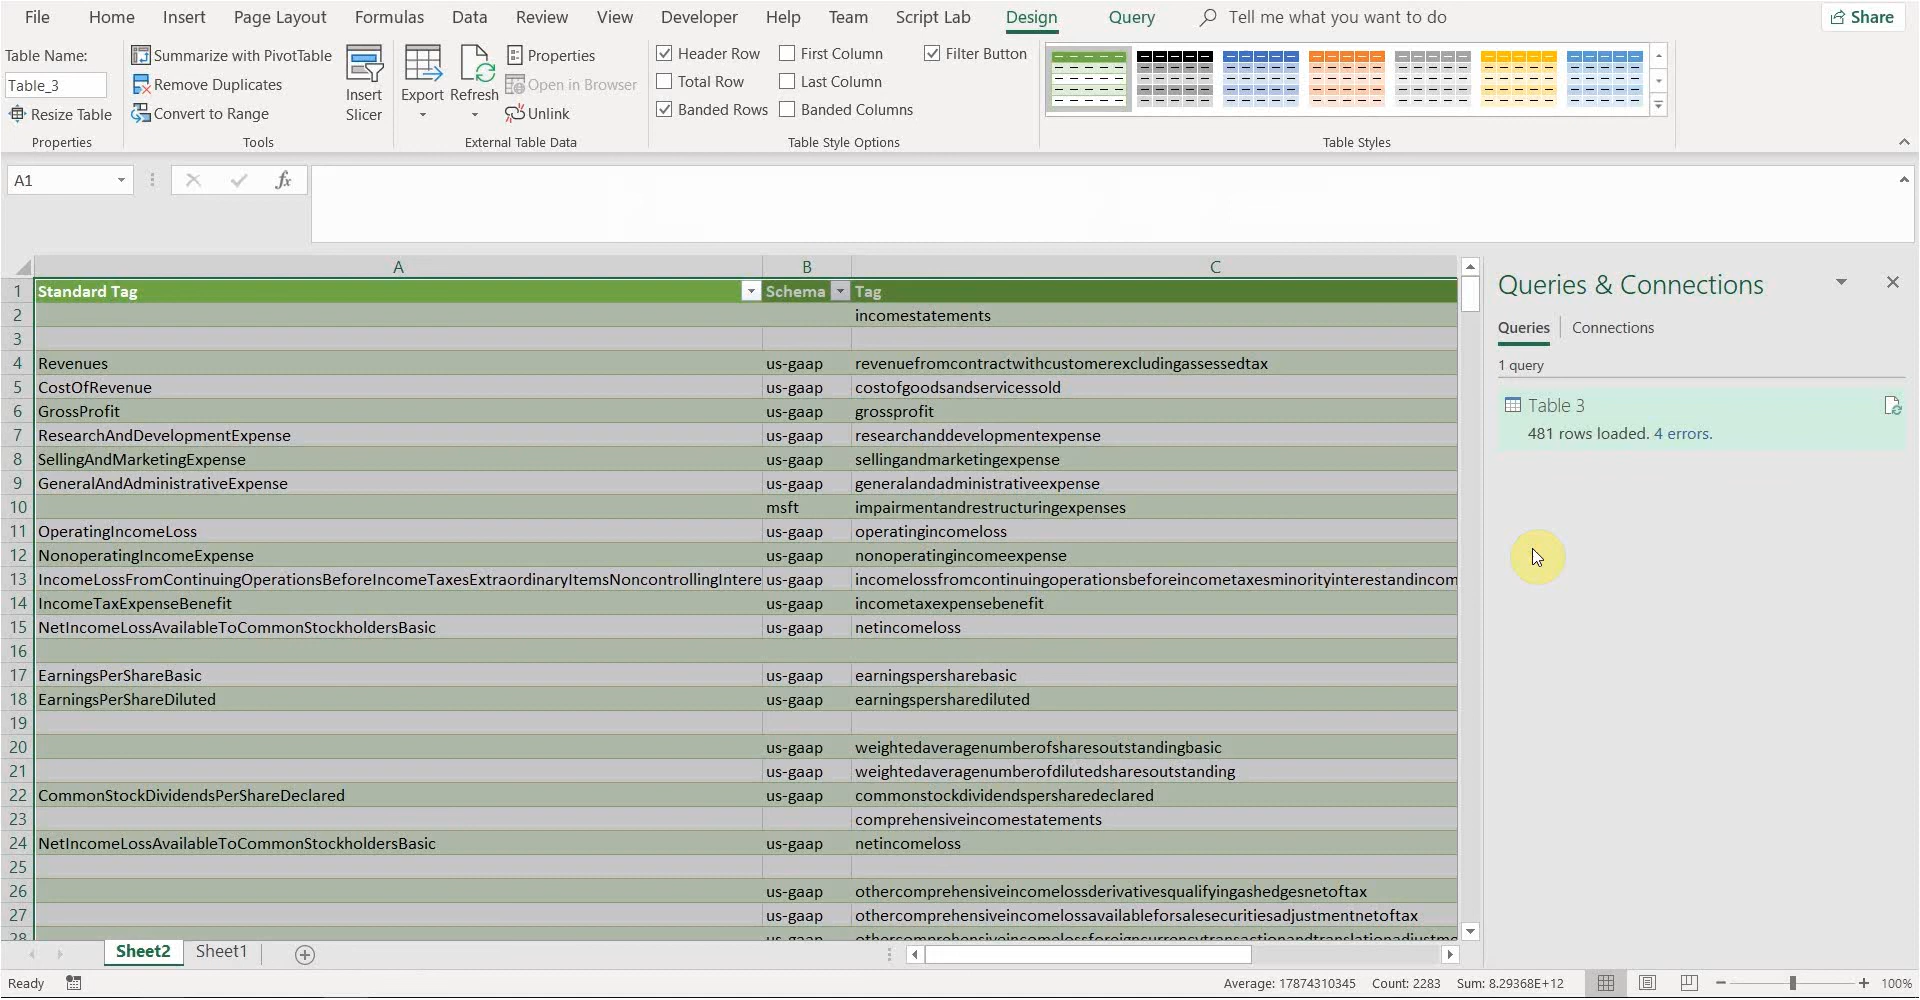 File Home Insert Page Layout Formulas Data Review View Developer Help Team Script Lab Design Query Tell me what you want to do Share
Table Name:
Table_3
Resize Table
Properties
Summarize with PivotTable
Remove Duplicates
Convert to Range
Tools
Insert Slicer
Export
Refresh
Properties
Open in Browser
Unlink
External Table Data
Header Row First Column Filter Button
Total Row Last Column
Banded Rows Banded Columns
Table Style Options
Table Styles
A1 fx
A B C
1 Standard Tag Schema Tag
2 incomestatements
3
4 Revenues us-gaap revenuefromcontractwithcustomerexcludingassessedtax
5 CostOfRevenue us-gaap costofgoodsandservicessold
6 GrossProfit us-gaap grossprofit
7 ResearchAndDevelopmentExpense us-gaap researchanddevelopmentexpense
8 SellingAndMarketingExpense us-gaap sellingandmarketingexpense
9 GeneralAndAdministrativeExpense us-gaap generalandadministrativeexpense
10 msft impairmentandrestructuringexpenses
11 OperatingIncomeLoss us-gaap operatingincomeloss
12 NonoperatingIncomeExpense us-gaap nonoperatingincomeexpense
13 IncomeLossFromContinuingOperationsBeforeIncomeTaxesExtraordinaryItemsNoncontrollingIntere us-gaap incomelossfromcontinuingoperationsbeforeincometaxesminorityinterestandincom
14 IncomeTaxExpenseBenefit us-gaap incometaxexpensebenefit
15 NetIncomeLossAvailableToCommonStockholdersBasic us-gaap netincomeloss
16
17 EarningsPerShareBasic us-gaap earningspersharebasic
18 EarningsPerShareDiluted us-gaap earningspersharediluted
19
20 us-gaap weightedaveragenumberofsharesoutstandingbasic
21 us-gaap weightedaveragenumberofdilutedsharesoutstanding
22 CommonStockDividendsPerShareDeclared us-gaap commonstockdividendspersharedeclared
23 comprehensiveincomestatements
24 NetIncomeLossAvailableToCommonStockholdersBasic us-gaap netincomeloss
25
26 us-gaap othercomprehensiveincomelossderivativesqualifyingashedgesnetoftax
27 us-gaap othercomprehensiveincomelossavailableforsalesecuritiesadjustmentnetoftax
28 us-gaap othercomprehensiveincomelossforeigncurrencytransactionandtranslationadjustme
Queries & Connections
Queries Connections
1 query
Table 3
481 rows loaded. 4 errors.
Sheet2 Sheet1
Ready Average: 17874310345 Count: 2283 Sum: 8.29368E+12 100%